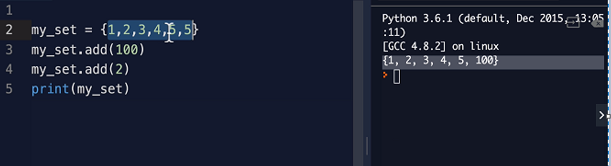 1
2 my_set = {1,2,3,4,5,5}
3 my_set.add(100)
4 my_set.add(2)
5 print(my_set)
Python 3.6.1 (default, Dec 2015, 13:05
:11)
[GCC 4.8.2] on linux
{1, 2, 3, 4, 5, 100}